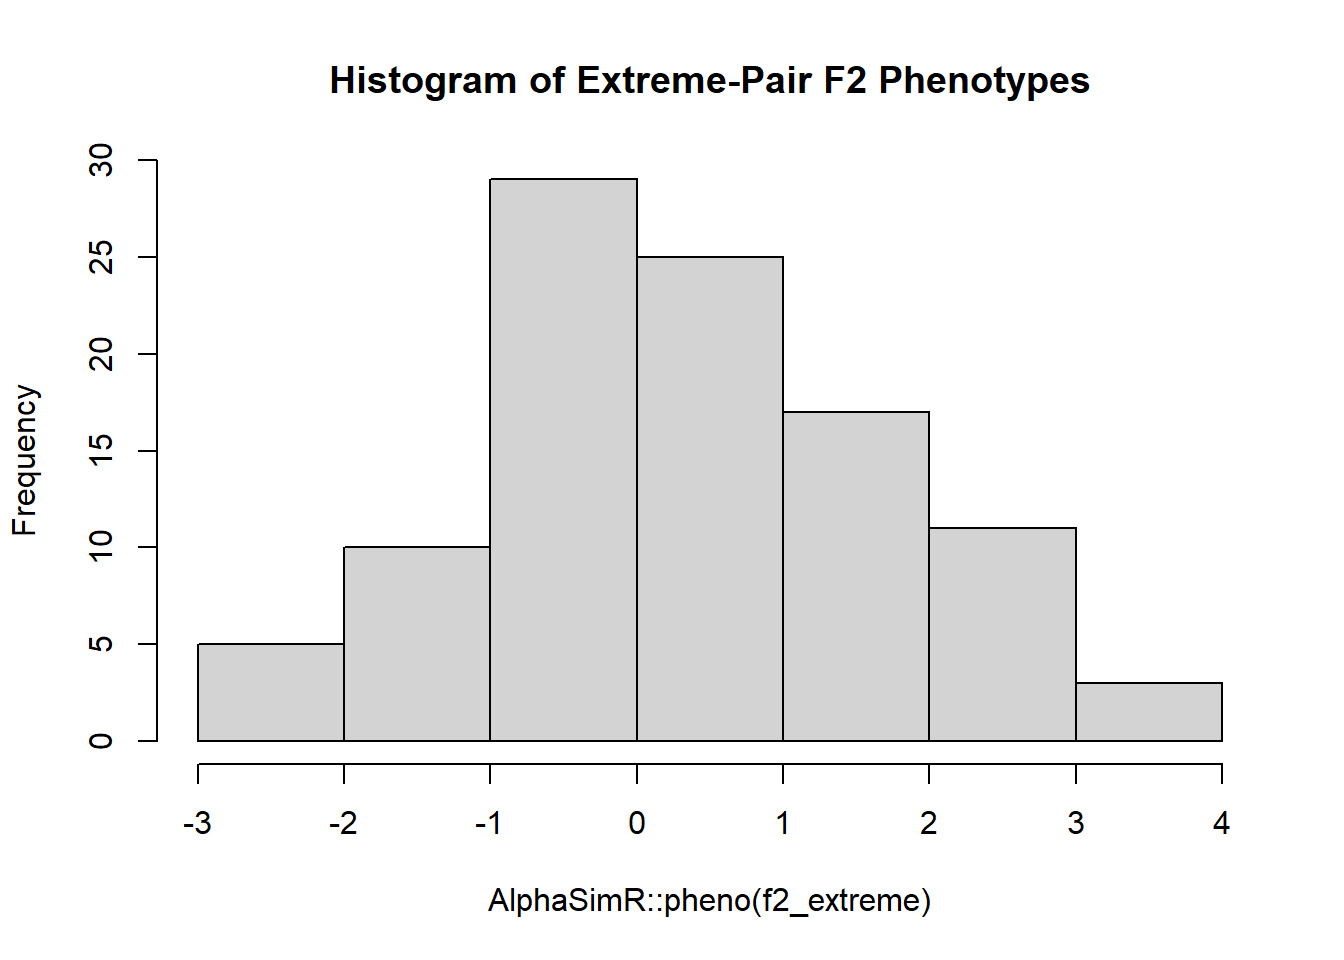 Histogram of Extreme-Pair F2 Phenotypes
Frequency
30
25
20
15
10
5
0
-3 -2 -1 0 1 2 3 4
AlphaSimR::pheno(f2_extreme)